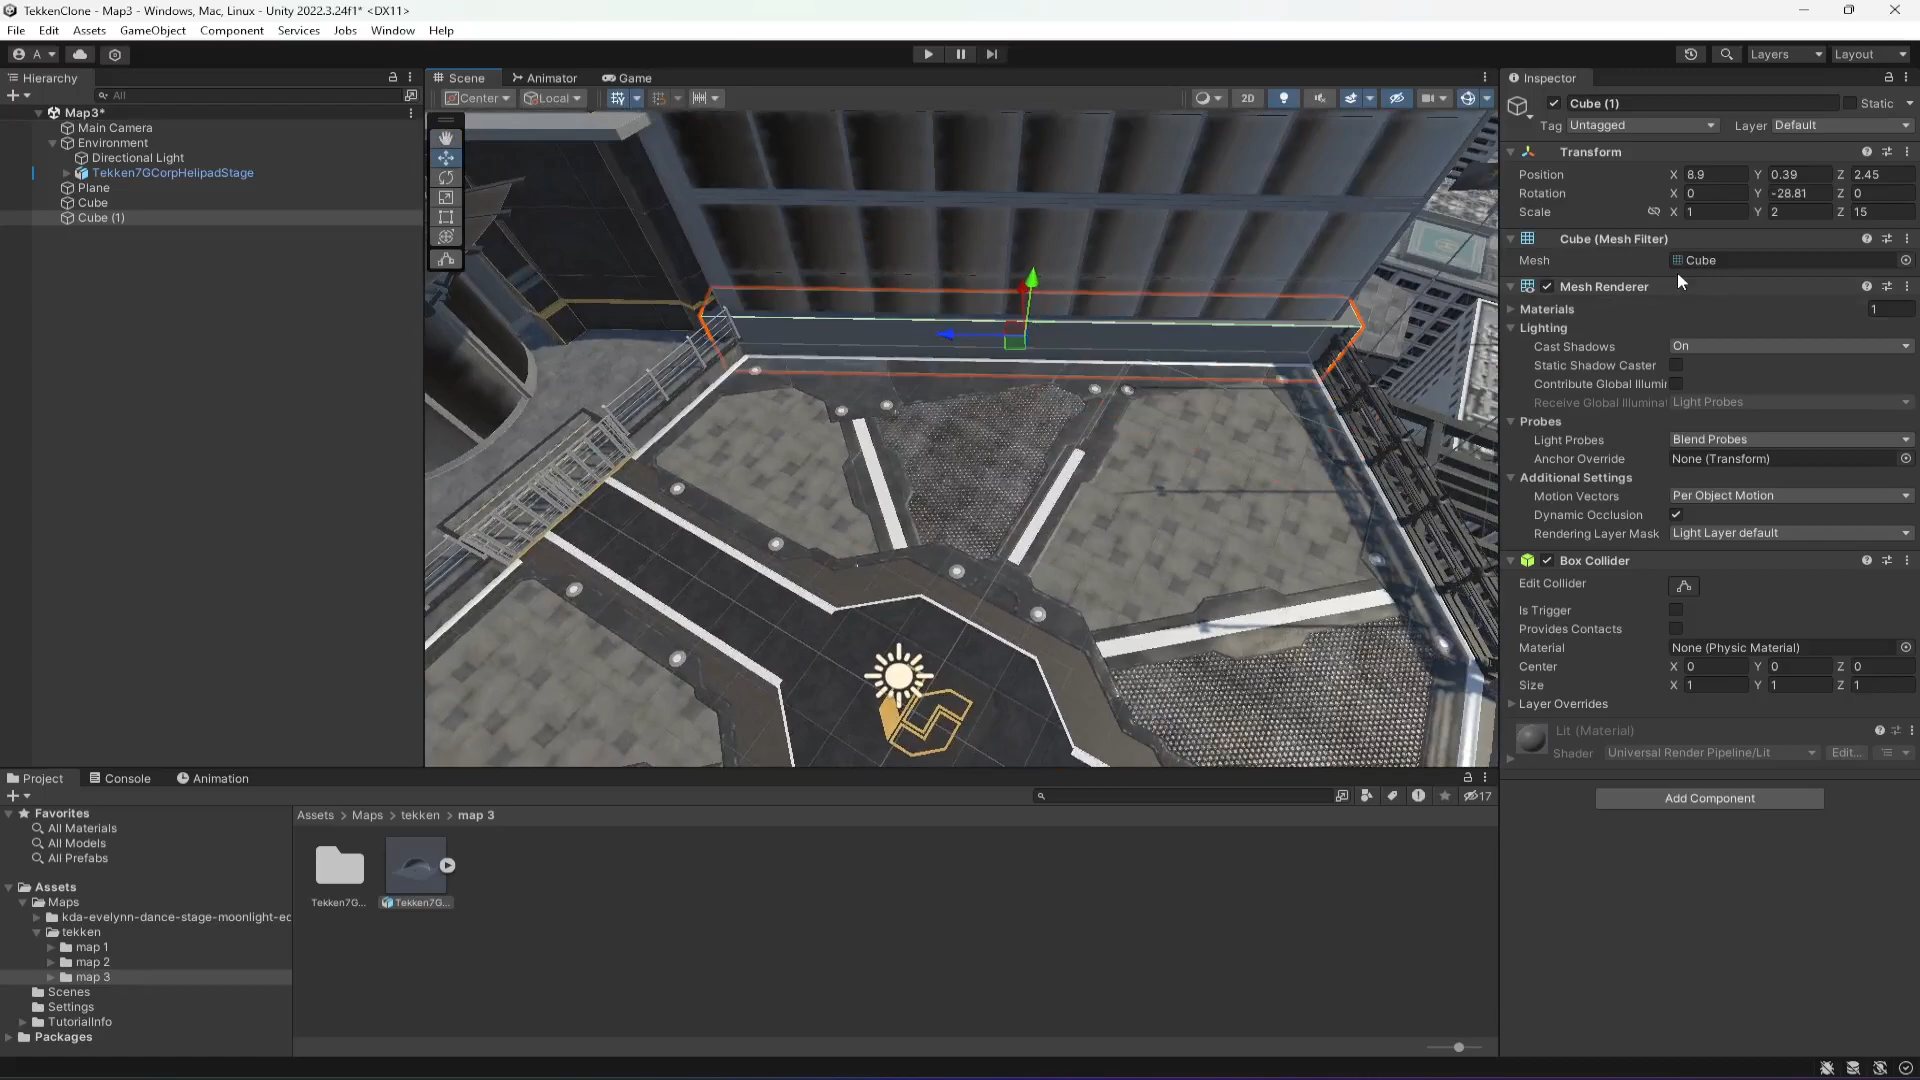 TekkenClone - Map3 - Windows, Mac, Linux - Unity 2022.3.24f1* <DX11>
File Edit Assets GameObject Component Services Jobs Window Help
A Layers Layout
Hierarchy
All
Map3*
Main Camera
Environment
Directional Light
Tekken7GCorpHelipadStage
Plane
Cube
Cube (1)
Scene Animator Game
Center Local 2D
Inspector
Cube (1) Static
Tag Untagged Layer Default
Transform
Position X 8.9 Y 0.39 Z 2.45
Rotation X 0 Y -28.81 Z 0
Scale X 1 Y 2 Z 15
Cube (Mesh Filter)
Mesh Cube
Mesh Renderer
Materials 1
Lighting
Cast Shadows On
Static Shadow Caster
Contribute Global Illumir
Receive Global Illuminat Light Probes
Probes
Light Probes Blend Probes
Anchor Override None (Transform)
Additional Settings
Motion Vectors Per Object Motion
Dynamic Occlusion
Rendering Layer Mask Light Layer default
Box Collider
Edit Collider
Is Trigger
Provides Contacts
Material None (Physic Material)
Center X 0 Y 0 Z 0
Size X 1 Y 1 Z 1
Layer Overrides
Lit (Material)
Shader Universal Render Pipeline/Lit Edit...
Add Component
Project Console Animation
17
Favorites
All Materials
All Models
All Prefabs
Assets
Maps
kda-evelynn-dance-stage-moonlight-ec
tekken
map 1
map 2
map 3
Scenes
Settings
TutorialInfo
Packages
Assets > Maps > tekken > map 3
Tekken7G... Tekken7G...